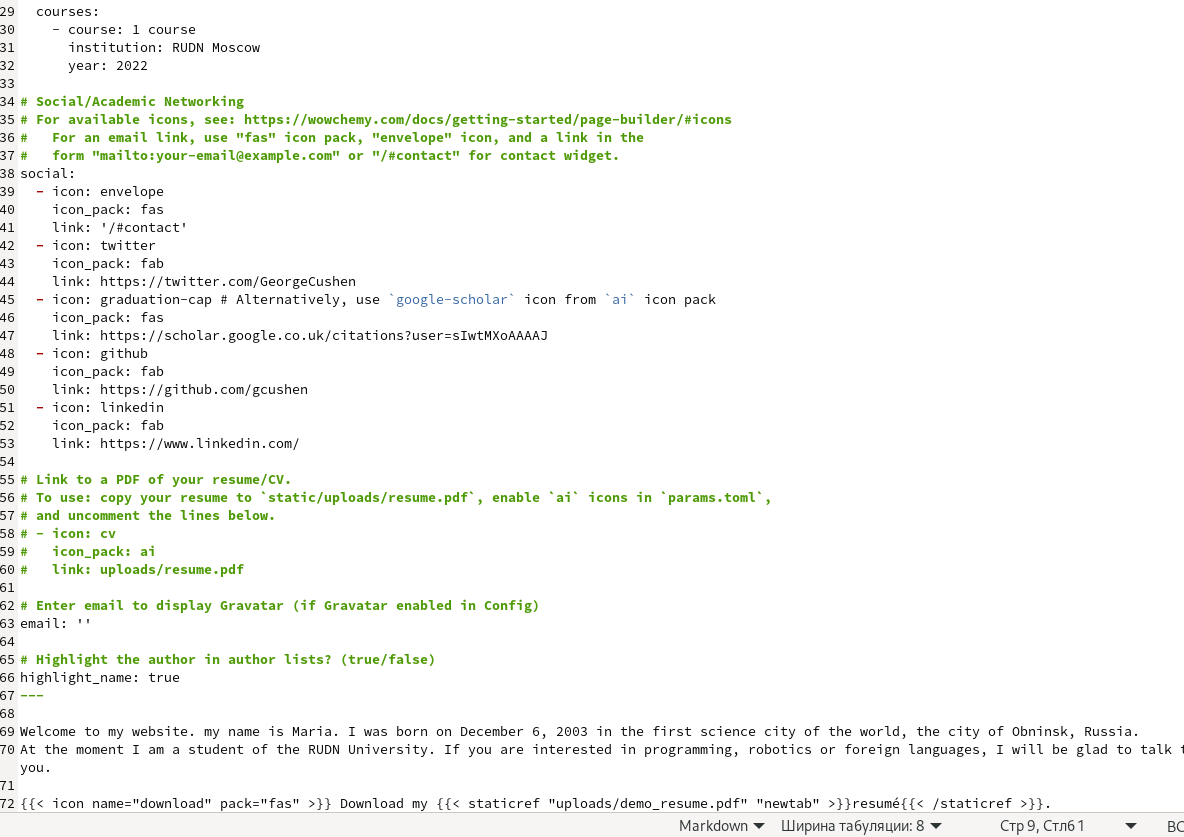 29   courses:
30     - course: 1 course
31       institution: RUDN Moscow
32       year: 2022
33
34 # Social/Academic Networking
35 # For available icons, see: https://wowchemy.com/docs/getting-started/page-builder/#icons
36 #   For an email link, use "fas" icon pack, "envelope" icon, and a link in the
37 #   form "mailto:your-email@example.com" or "/#contact" for contact widget.
38 social:
39   - icon: envelope
40     icon_pack: fas
41     link: '/#contact'
42   - icon: twitter
43     icon_pack: fab
44     link: https://twitter.com/GeorgeCushen
45   - icon: graduation-cap # Alternatively, use `google-scholar` icon from `ai` icon pack
46     icon_pack: fas
47     link: https://scholar.google.co.uk/citations?user=sIwtMXoAAAAJ
48   - icon: github
49     icon_pack: fab
50     link: https://github.com/gcushen
51   - icon: linkedin
52     icon_pack: fab
53     link: https://www.linkedin.com/
54
55 # Link to a PDF of your resume/CV.
56 # To use: copy your resume to `static/uploads/resume.pdf`, enable `ai` icons in `params.toml`,
57 # and uncomment the lines below.
58 # - icon: cv
59 #   icon_pack: ai
60 #   link: uploads/resume.pdf
61
62 # Enter email to display Gravatar (if Gravatar enabled in Config)
63 email: ''
64
65 # Highlight the author in author lists? (true/false)
66 highlight_name: true
67 ---
68
69 Welcome to my website. my name is Maria. I was born on December 6, 2003 in the first science city of the world, the city of Obninsk, Russia.
70 At the moment I am a student of the RUDN University. If you are interested in programming, robotics or foreign languages, I will be glad to talk
you.
71
72 {{< icon name="download" pack="fas" >}} Download my {{< staticref "uploads/demo_resume.pdf" "newtab" >}}resumé{{< /staticref >}}.
Markdown Ширина табуляции: 8 Стр 9, Стлб 1